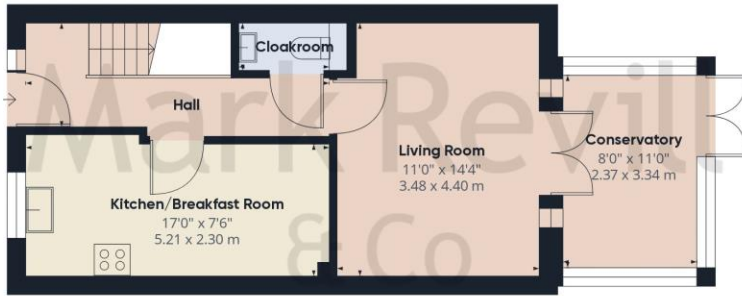 Cloakroom
Hall
Mark Revill
& Co
Living Room
11'0" x 14'4"
3.48 x 4.40 m
Conservatory
8'0" x 11'0"
2.37 x 3.34 m
Kitchen/Breakfast Room
17'0" x 7'6"
5.21 x 2.30 m